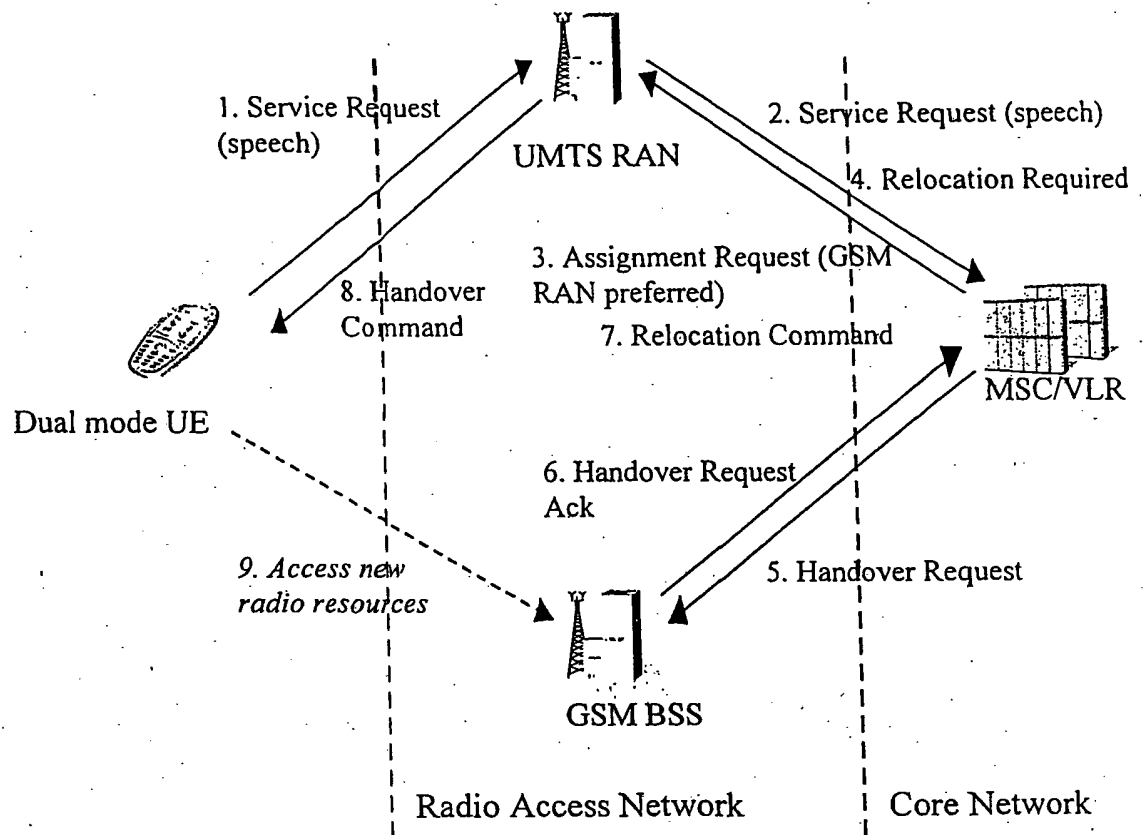 1. Service Request
(speech)
UMTS RAN
2. Service Request (speech)
4. Relocation Required
3. Assignment Request (GSM
RAN preferred)
8. Handover
Command
7. Relocation Command
MSC/VLR
Dual mode UE
6. Handover Request
Ack
9. Access new
radio resources
5. Handover Request
GSM BSS
Radio Access Network
Core Network